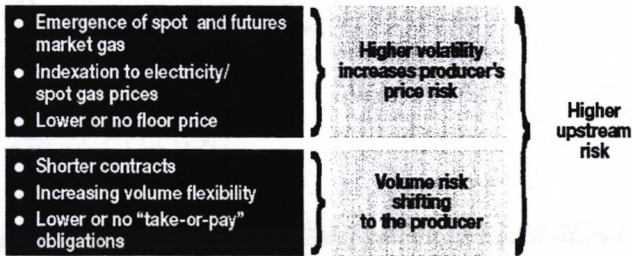 ● Emergence of spot and futures
market gas
● Indexation to electricity/
spot gas prices
● Lower or no floor price
Higher volatility
increases producer's
price risk
● Shorter contracts
● Increasing volume flexibility
● Lower or no "take-or-pay"
obligations
Volume risk
shifting
to the producer
Higher
upstream
risk